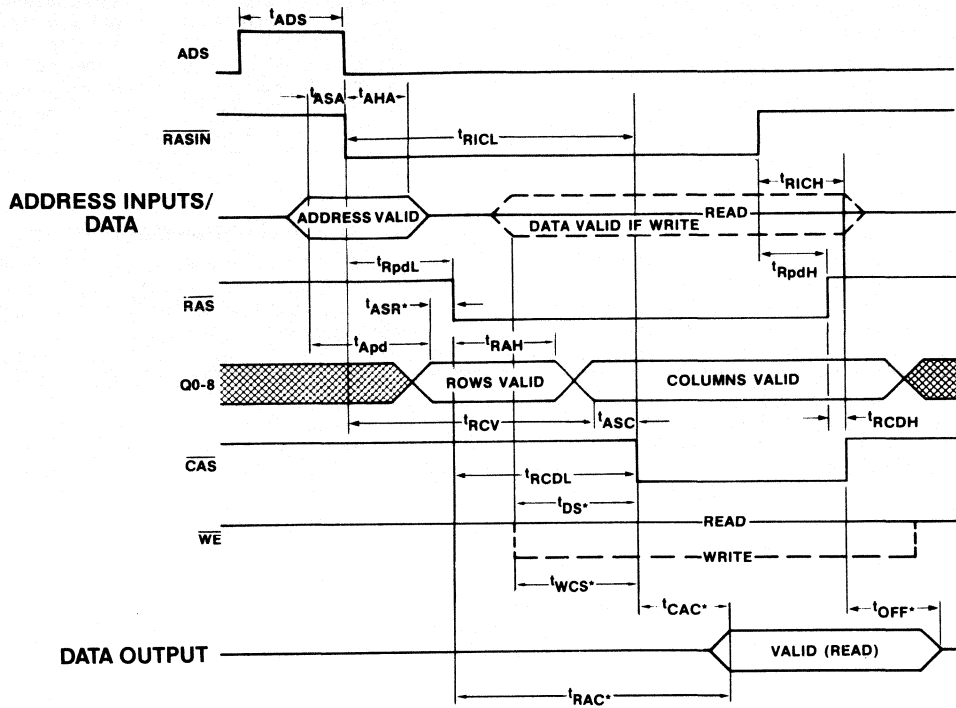 tADS
ADS
tASA tAHA
RASIN
tRICL
tRICH
ADDRESS INPUTS/
DATA
ADDRESS VALID
READ
DATA VALID IF WRITE
tRpdL
tRpdH
RAS
tASR*
tApd
tRAH
Q0-8
ROWS VALID
COLUMNS VALID
tRCV
tASC
tRCDH
CAS
tRCDL
tDS*
WE
READ
WRITE
tWCS*
tCAC*
tOFF*
DATA OUTPUT
VALID (READ)
tRAC*